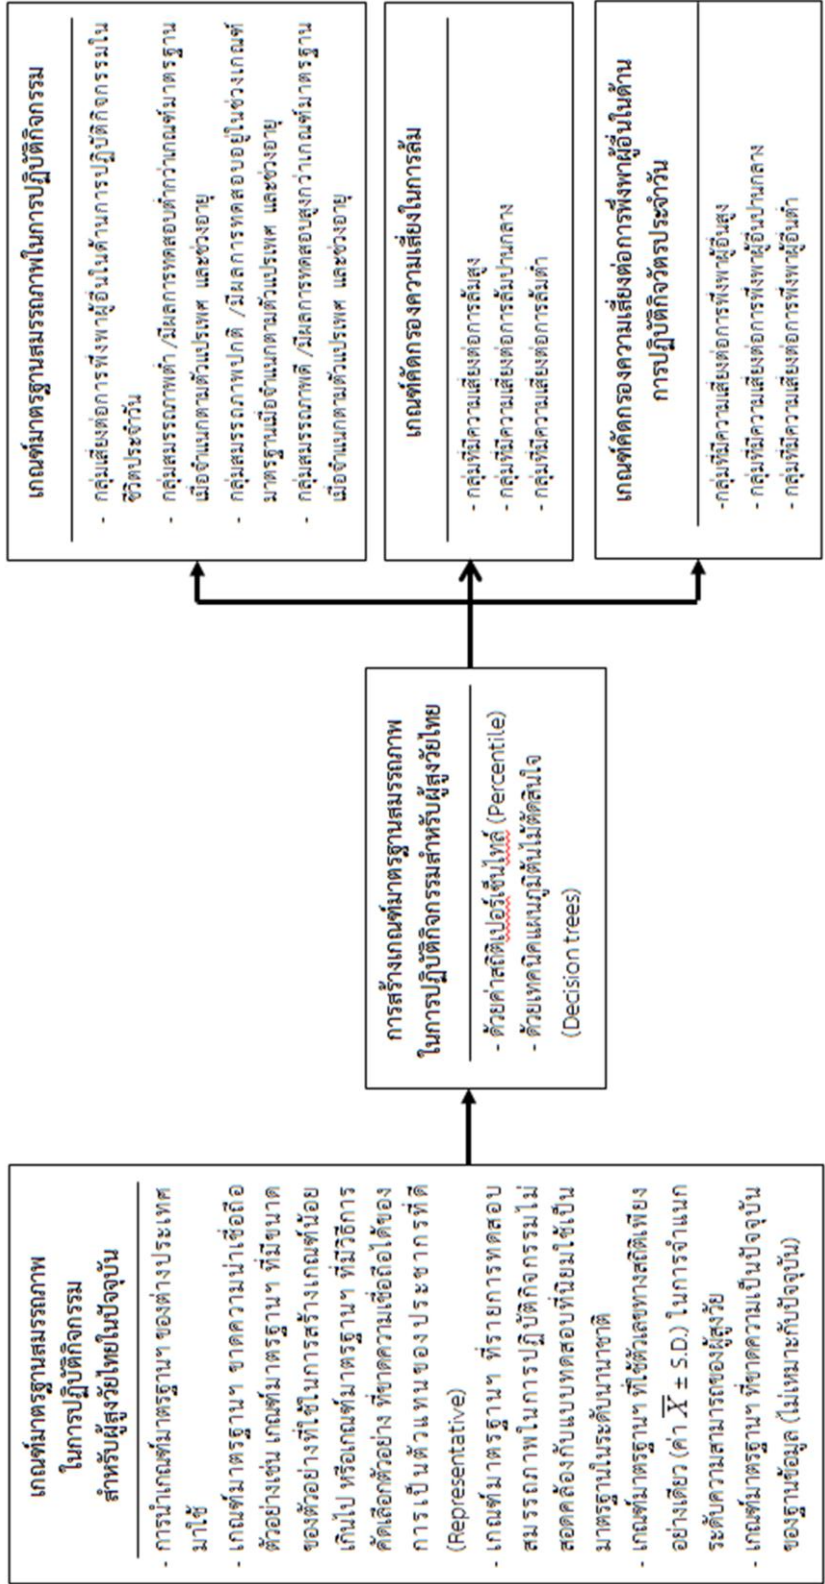 เกณฑ์มาตรฐานสมรรถภาพ
ในการปฏิบัติกิจกรรม
สำหรับผู้สูงวัยไทยในปัจจุบัน
- การนำเกณฑ์มาตรฐานฯ ของต่างประเทศ
มาใช้
- เกณฑ์มาตรฐานฯ ขาดความน่าเชื่อถือ
ตัวอย่างเช่น เกณฑ์มาตรฐานฯ ที่มีขนาด
ของตัวอย่างที่ใช้ในการสร้างเกณฑ์น้อย
เกินไป หรือเกณฑ์มาตรฐานฯ ที่มีวิธีการ
คัดเลือกตัวอย่าง ที่ขาดความเชื่อถือได้ของ
การเป็นตัวแทนของประชากรที่ดี
(Representative)
- เกณฑ์มาตรฐานฯ ที่รายการทดสอบ
สมรรถภาพในการปฏิบัติกิจกรรมไม่
สอดคล้องกับแบบทดสอบที่นิยมใช้เป็น
มาตรฐานในระดับนานาชาติ
- เกณฑ์มาตรฐานฯ ที่ใช้ตัวเลขทางสถิติเพียง
อย่างเดียว (ค่า X̅ ± S.D.) ในการจำแนก
ระดับความสามารถของผู้สูงวัย
- เกณฑ์มาตรฐานฯ ที่ขาดความเป็นปัจจุบัน
ของฐานข้อมูล (ไม่เหมาะกับปัจจุบัน)
การสร้างเกณฑ์มาตรฐานสมรรถภาพ
ในการปฏิบัติกิจกรรมสำหรับผู้สูงวัยไทย
- ด้วยค่าสถิติเปอร์เซ็นไทล์ (Percentile)
- ด้วยเทคนิคแผนภูมิต้นไม้ตัดสินใจ
(Decision trees)
เกณฑ์มาตรฐานสมรรถภาพในการปฏิบัติกิจกรรม
- กลุ่มเสี่ยงต่อการพึ่งพาผู้อื่นในด้านการปฏิบัติกิจกรรมใน
ชีวิตประจำวัน
- กลุ่มสมรรถภาพต่ำ /มีผลการทดสอบต่ำกว่าเกณฑ์มาตรฐาน
เมื่อจำแนกตามตัวแปรเพศ และช่วงอายุ
- กลุ่มสมรรถภาพปกติ /มีผลการทดสอบอยู่ในช่วงเกณฑ์
มาตรฐานเมื่อจำแนกตามตัวแปรเพศ และช่วงอายุ
- กลุ่มสมรรถภาพดี /มีผลการทดสอบสูงกว่าเกณฑ์มาตรฐาน
เมื่อจำแนกตามตัวแปรเพศ และช่วงอายุ
เกณฑ์คัดกรองความเสี่ยงในการล้ม
- กลุ่มที่มีความเสี่ยงต่อการล้มสูง
- กลุ่มที่มีความเสี่ยงต่อการล้มปานกลาง
- กลุ่มที่มีความเสี่ยงต่อการล้มต่ำ
เกณฑ์คัดกรองความเสี่ยงต่อการพึ่งพาผู้อื่นในด้าน
การปฏิบัติกิจวัตรประจำวัน
-กลุ่มที่มีความเสี่ยงต่อการพึ่งพาผู้อื่นสูง
- กลุ่มที่มีความเสี่ยงต่อการพึ่งพาผู้อื่นปานกลาง
- กลุ่มที่มีความเสี่ยงต่อการพึ่งพาผู้อื่นต่ำ